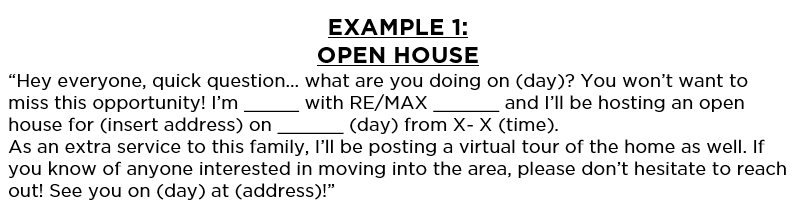 EXAMPLE 1:
OPEN HOUSE
“Hey everyone, quick question... what are you doing on (day)? You won’t want to
miss this opportunity! I’m _____ with RE/MAX ______ and I’ll be hosting an open
house for (insert address) on ______ (day) from X- X (time).
As an extra service to this family, I’ll be posting a virtual tour of the home as well. If
you know of anyone interested in moving into the area, please don’t hesitate to reach
out! See you on (day) at (address)!”